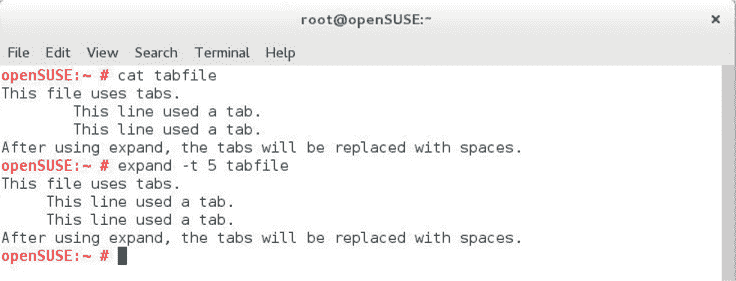 root@openSUSE:~ ×
File Edit View Search Terminal Help
openSUSE:~ # cat tabfile
This file uses tabs.
        This line used a tab.
        This line used a tab.
After using expand, the tabs will be replaced with spaces.
openSUSE:~ # expand -t 5 tabfile
This file uses tabs.
     This line used a tab.
     This line used a tab.
After using expand, the tabs will be replaced with spaces.
openSUSE:~ #